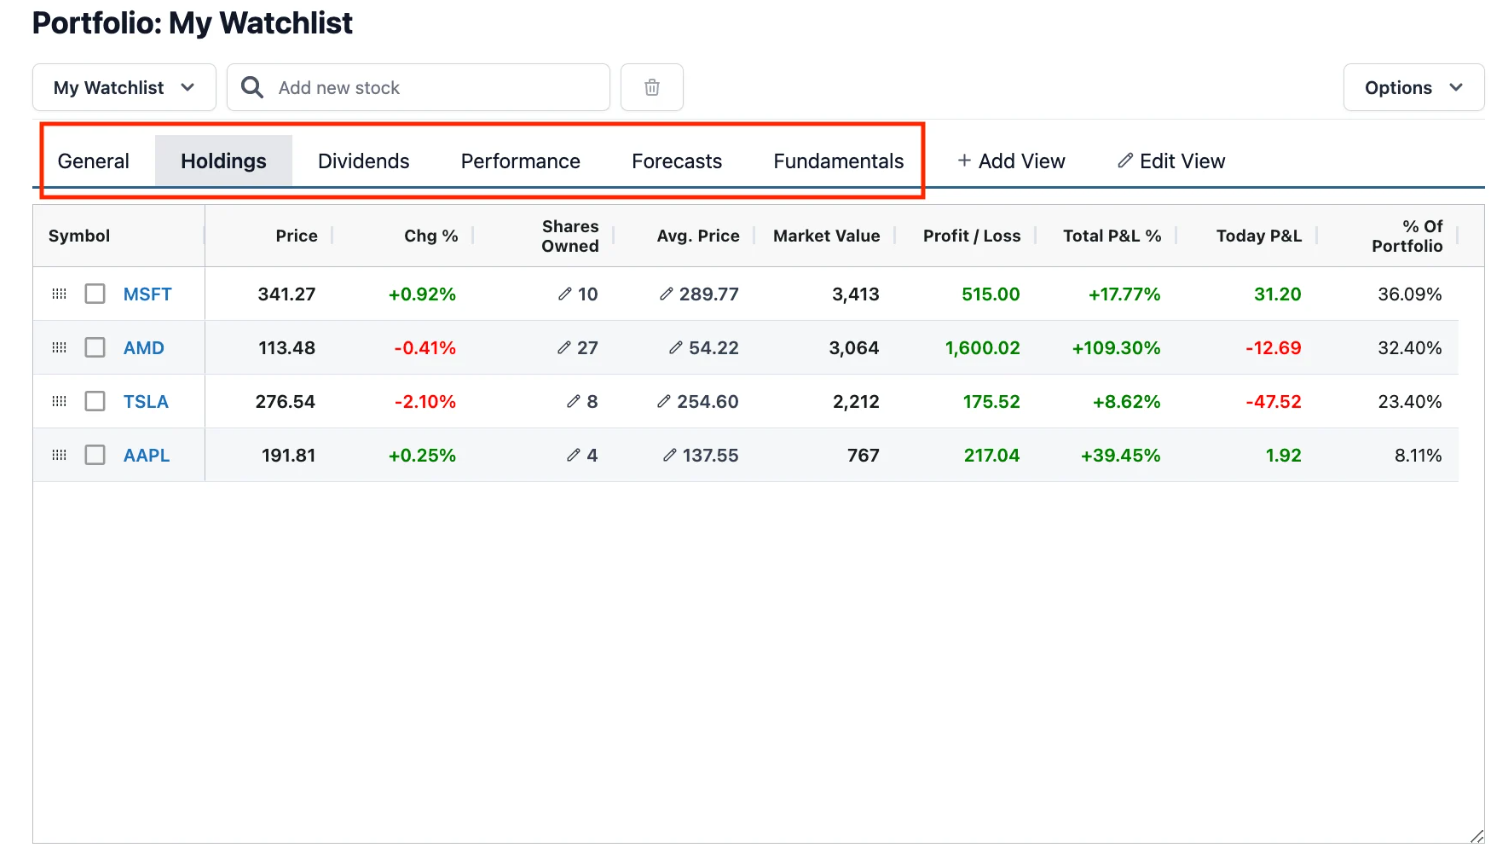 Portfolio: My Watchlist
My Watchlist Add new stock Options
General Holdings Dividends Performance Forecasts Fundamentals + Add View Edit View
Symbol Price Chg % Shares Owned Avg. Price Market Value Profit / Loss Total P&L % Today P&L % Of Portfolio
MSFT 341.27 +0.92% 10 289.77 3,413 515.00 +17.77% 31.20 36.09%
AMD 113.48 -0.41% 27 54.22 3,064 1,600.02 +109.30% -12.69 32.40%
TSLA 276.54 -2.10% 8 254.60 2,212 175.52 +8.62% -47.52 23.40%
AAPL 191.81 +0.25% 4 137.55 767 217.04 +39.45% 1.92 8.11%